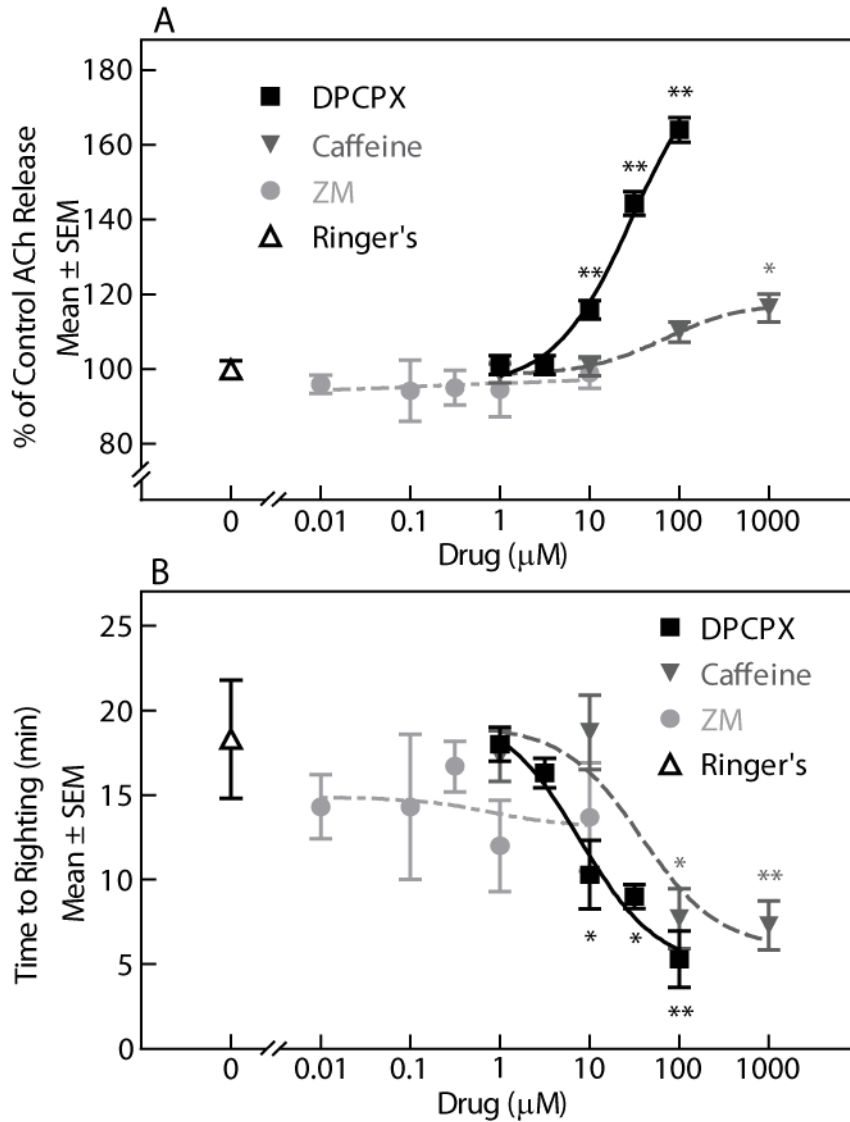 A
% of Control ACh Release
Mean ± SEM
180
160
140
120
100
80
DPCPX
Caffeine
ZM
Ringer's
**
**
**
*
0 0.01 0.1 1 10 100 1000
Drug (μM)
B
Time to Righting (min)
Mean ± SEM
25
20
15
10
5
0
DPCPX
Caffeine
ZM
Ringer's
*
**
*
*
**
0 0.01 0.1 1 10 100 1000
Drug (μM)